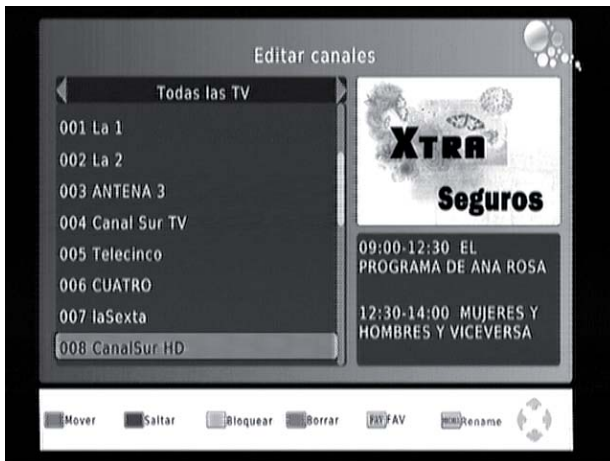 Editar canales
Todas las TV
001 La 1
002 La 2
003 ANTENA 3
004 Canal Sur TV
005 Telecinco
006 CUATRO
007 laSexta
008 CanalSur HD
XTRA
Seguros
09:00-12:30 EL
PROGRAMA DE ANA ROSA
12:30-14:00 MUJERES Y
HOMBRES Y VICEVERSA
Mover Saltar Bloquear Borrar FAV FAV Rename